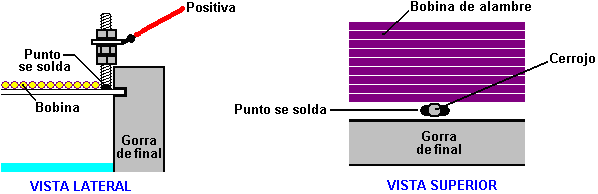 Positiva
Punto
se solda
Bobina
Gorra
de final
VISTA LATERAL
Bobina de alambre
Cerrojo
Punto se solda
Gorra
de final
VISTA SUPERIOR